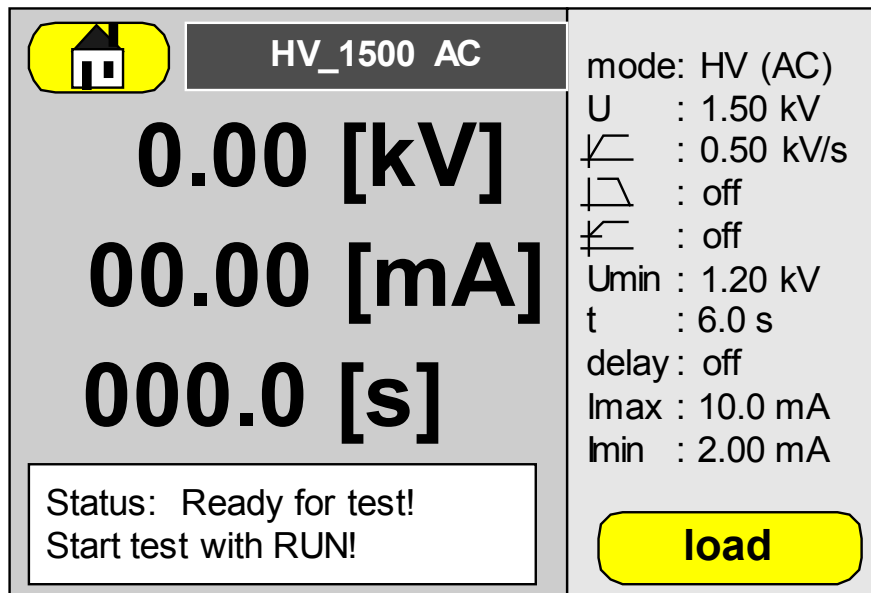 HV_1500 AC
0.00 [kV]
00.00 [mA]
000.0 [s]
Status: Ready for test!
Start test with RUN!
mode: HV (AC)
U : 1.50 kV
: 0.50 kV/s
: off
: off
Umin : 1.20 kV
t : 6.0 s
delay : off
Imax : 10.0 mA
Imin : 2.00 mA
load